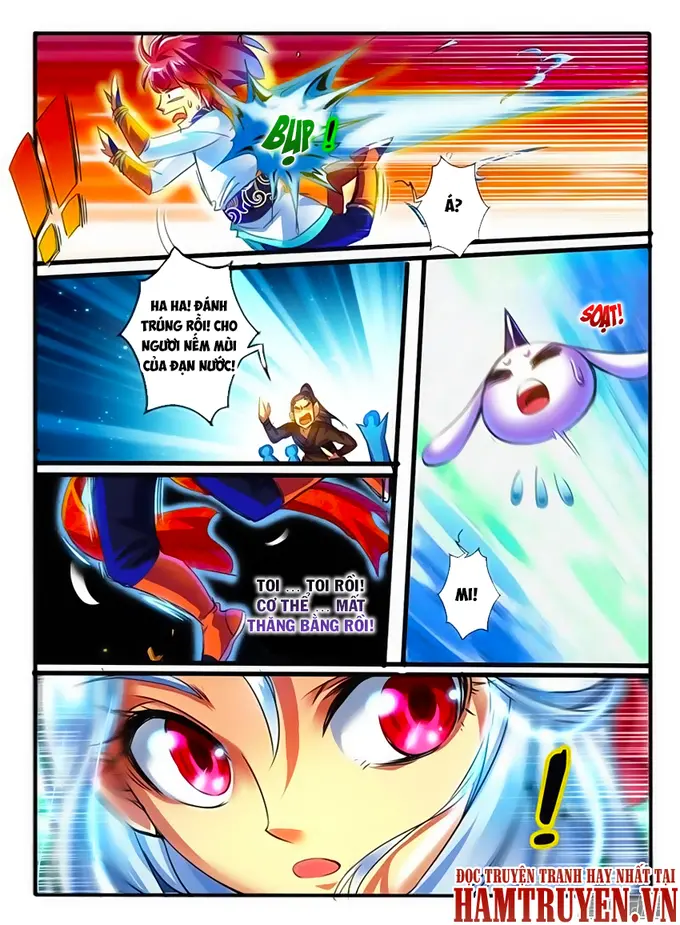 !!
BỤP !
Á?
HA HA! ĐÁNH
TRÚNG RỒI! CHO
NGƯƠI NẾM MÙI
CỦA ĐẠN NƯỚC!
SOẠT!
TOI ... TOI RỒI!
CƠ THỂ ... MẤT
THĂNG BẰNG RỒI!
MI!
!
ĐỌC TRUYỆN TRANH HAY NHẤT TẠI
HAMTRUYEN.VN